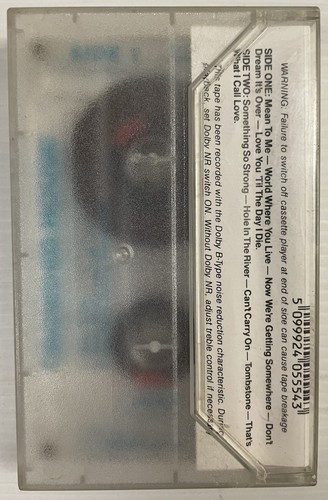 WARNING: Failure to switch off cassette player at end of side can cause tape breakage
SIDE ONE: Mean To Me — World Where You Live — Now We're Getting Somewhere — Don't
Dream It's Over — Love You 'Til The Day I Die.
SIDE TWO: Something So Strong — Hole In The River — Can't Carry On — Tombstone — That's
What I Call Love.
This tape has been recorded with the Dolby B-Type noise reduction characteristic. During
playback, set Dolby NR switch ON. Without Dolby NR, adjust treble control if necessary
5 099924 055543